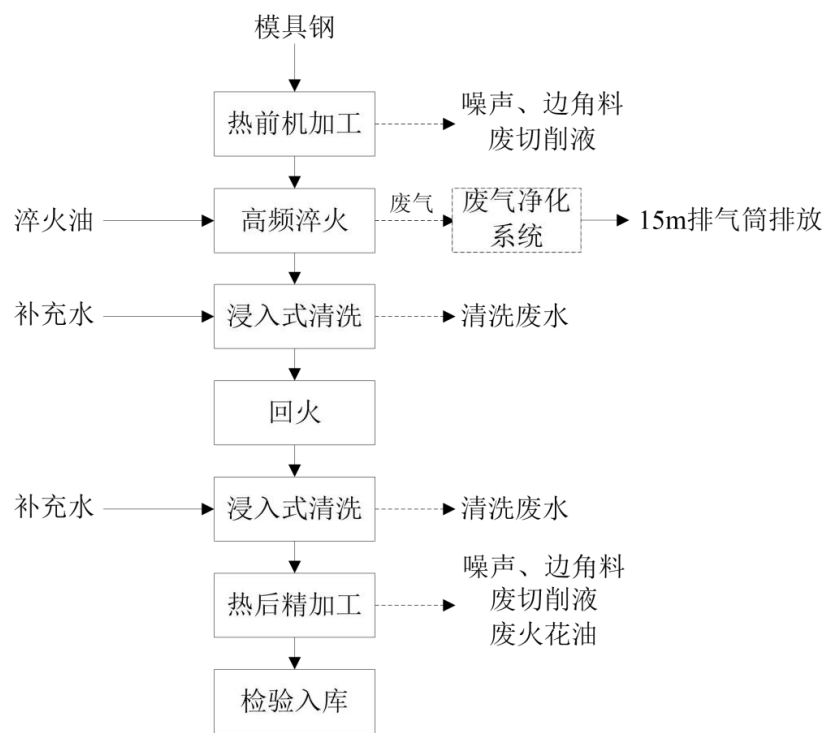 模具钢
热前机加工
噪声、边角料
废切削液
淬火油
高频淬火
废气
废气净化
系统
15m排气筒排放
补充水
浸入式清洗
清洗废水
回火
补充水
浸入式清洗
清洗废水
热后精加工
噪声、边角料
废切削液
废火花油
检验入库